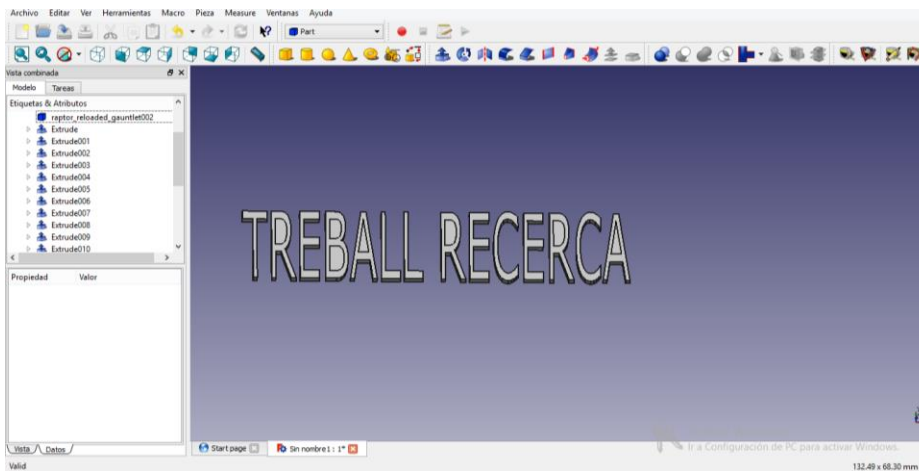 Archivo Editar Ver Herramientas Macro Pieza Measure Ventanas Ayuda
Part
Vista combinada
Modelo Tareas
Etiquetas & Atributos
raptor_reloaded_gauntlet002
Extrude
Extrude001
Extrude002
Extrude003
Extrude004
Extrude005
Extrude006
Extrude007
Extrude008
Extrude009
Extrude010
TREBALL RECERCA
Propiedad Valor
Vista Datos
Start page Sin nombre1 : 1*
Ir a Configuración de PC para activar Windows.
Valid 132.49 x 68.30 mm